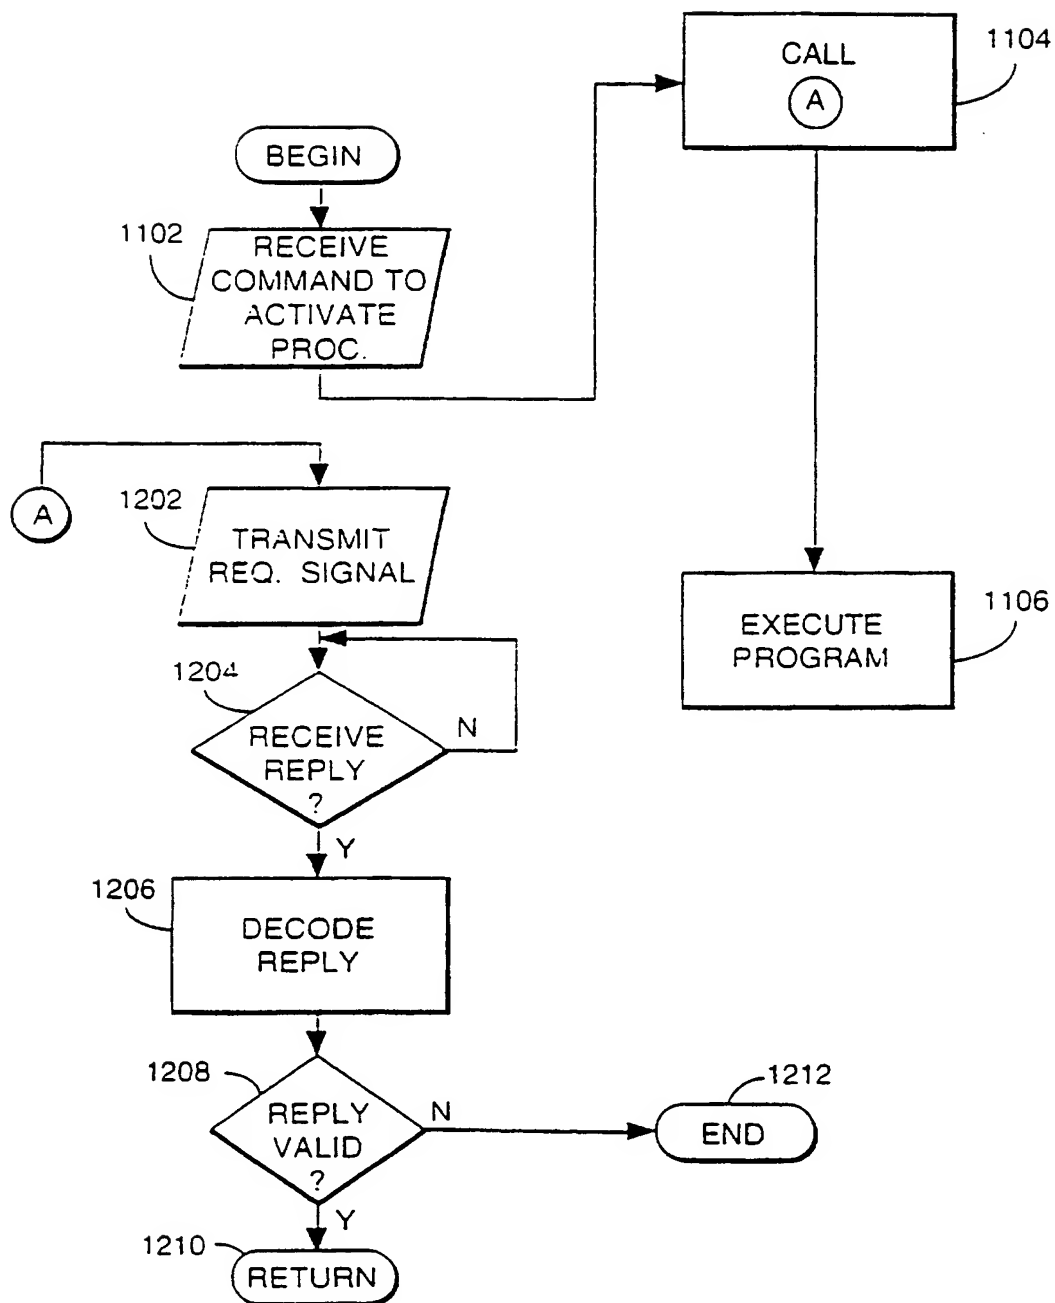 BEGIN
1102
RECEIVE
COMMAND TO
ACTIVATE
PROC.
CALL
A
1104
EXECUTE
PROGRAM
1106
A
1202
TRANSMIT
REQ. SIGNAL
1204
RECEIVE
REPLY
?
N
Y
1206
DECODE
REPLY
1208
REPLY
VALID
?
N
1212
END
Y
1210
RETURN